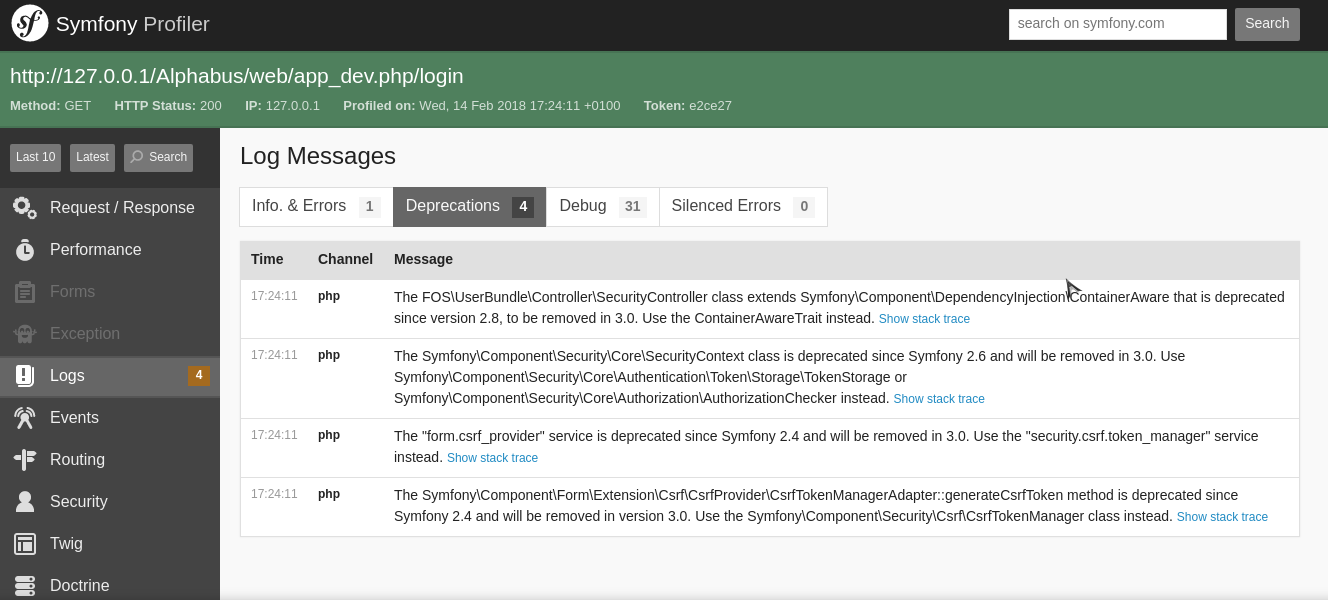 Symfony Profiler
search on symfony.com
Search
http://127.0.0.1/Alphabus/web/app_dev.php/login
Method: GET HTTP Status: 200 IP: 127.0.0.1 Profiled on: Wed, 14 Feb 2018 17:24:11 +0100 Token: e2ce27
Last 10 Latest Search
Request / Response
Performance
Forms
Exception
Logs 4
Events
Routing
Security
Twig
Doctrine
Log Messages
Info. & Errors 1 Deprecations 4 Debug 31 Silenced Errors 0
Time Channel Message
17:24:11 php The FOS\UserBundle\Controller\SecurityController class extends Symfony\Component\DependencyInjection\ContainerAware that is deprecated
since version 2.8, to be removed in 3.0. Use the ContainerAwareTrait instead. Show stack trace
17:24:11 php The Symfony\Component\Security\Core\SecurityContext class is deprecated since Symfony 2.6 and will be removed in 3.0. Use
Symfony\Component\Security\Core\Authentication\Token\Storage\TokenStorage or
Symfony\Component\Security\Core\Authorization\AuthorizationChecker instead. Show stack trace
17:24:11 php The "form.csrf_provider" service is deprecated since Symfony 2.4 and will be removed in 3.0. Use the "security.csrf.token_manager" service
instead. Show stack trace
17:24:11 php The Symfony\Component\Form\Extension\Csrf\CsrfProvider\CsrfTokenManagerAdapter::generateCsrfToken method is deprecated since
Symfony 2.4 and will be removed in version 3.0. Use the Symfony\Component\Security\Csrf\CsrfTokenManager class instead. Show stack trace